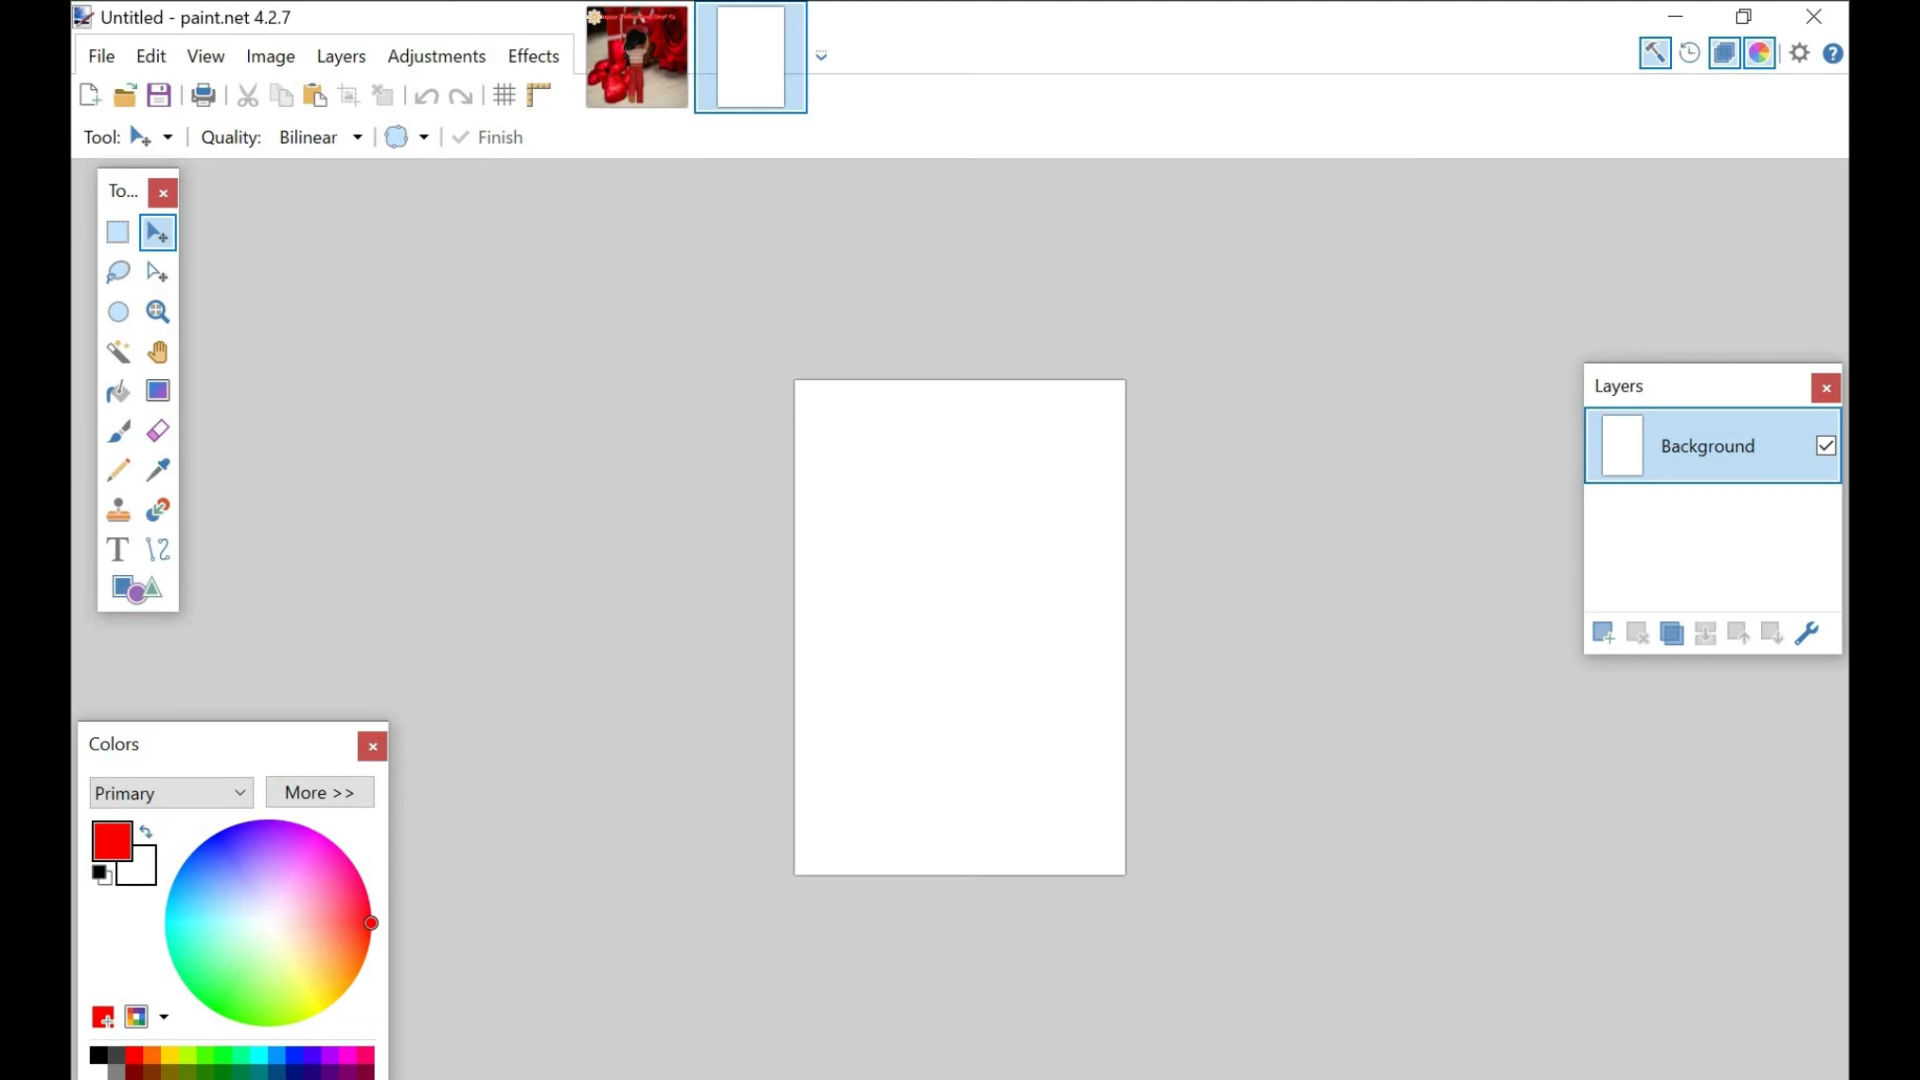 Untitled - paint.net 4.2.7
File Edit View Image Layers Adjustments Effects
Tool: Quality: Bilinear Finish
To...
Layers
Background
Colors
Primary More >>